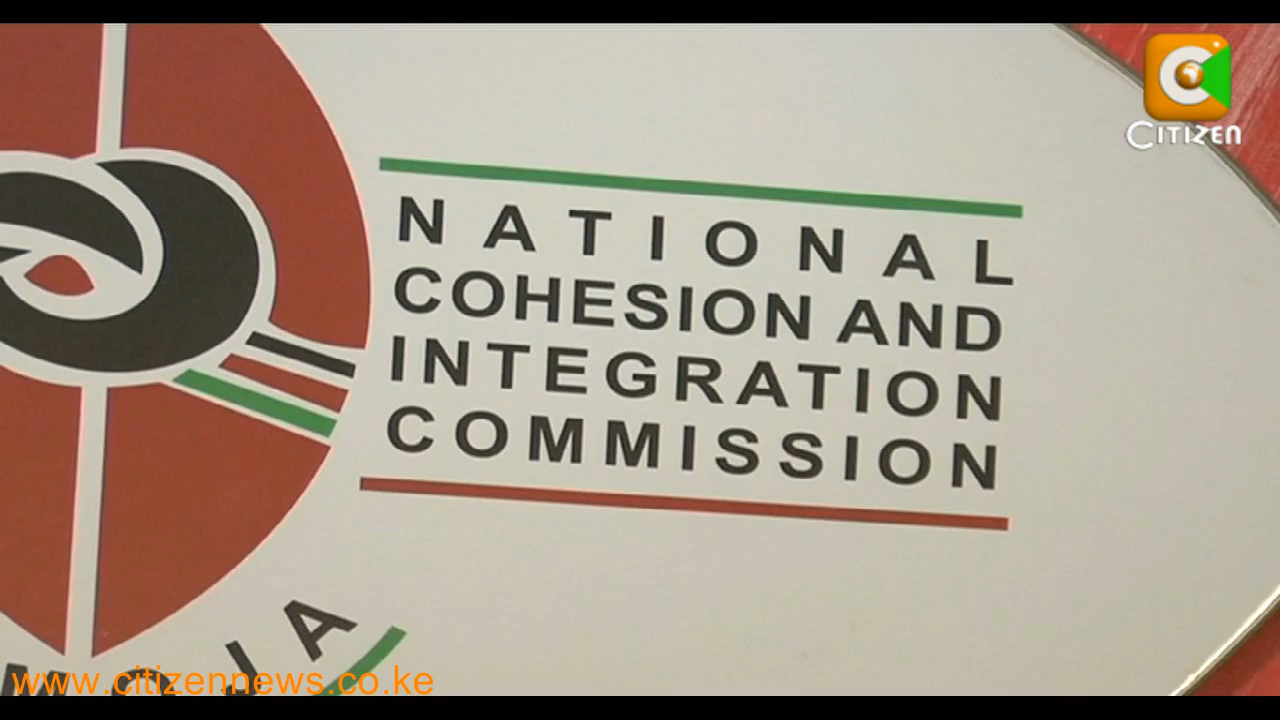 CITIZEN
NATIONAL
COHESION AND
INTEGRATION
COMMISSION
www.citizennews.co.ke